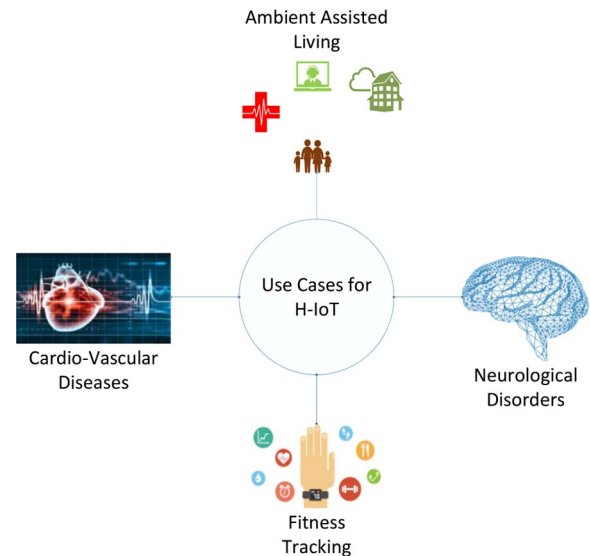 Ambient Assisted
Living
Use Cases for
H-IoT
Cardio-Vascular
Diseases
Neurological
Disorders
Fitness
Tracking